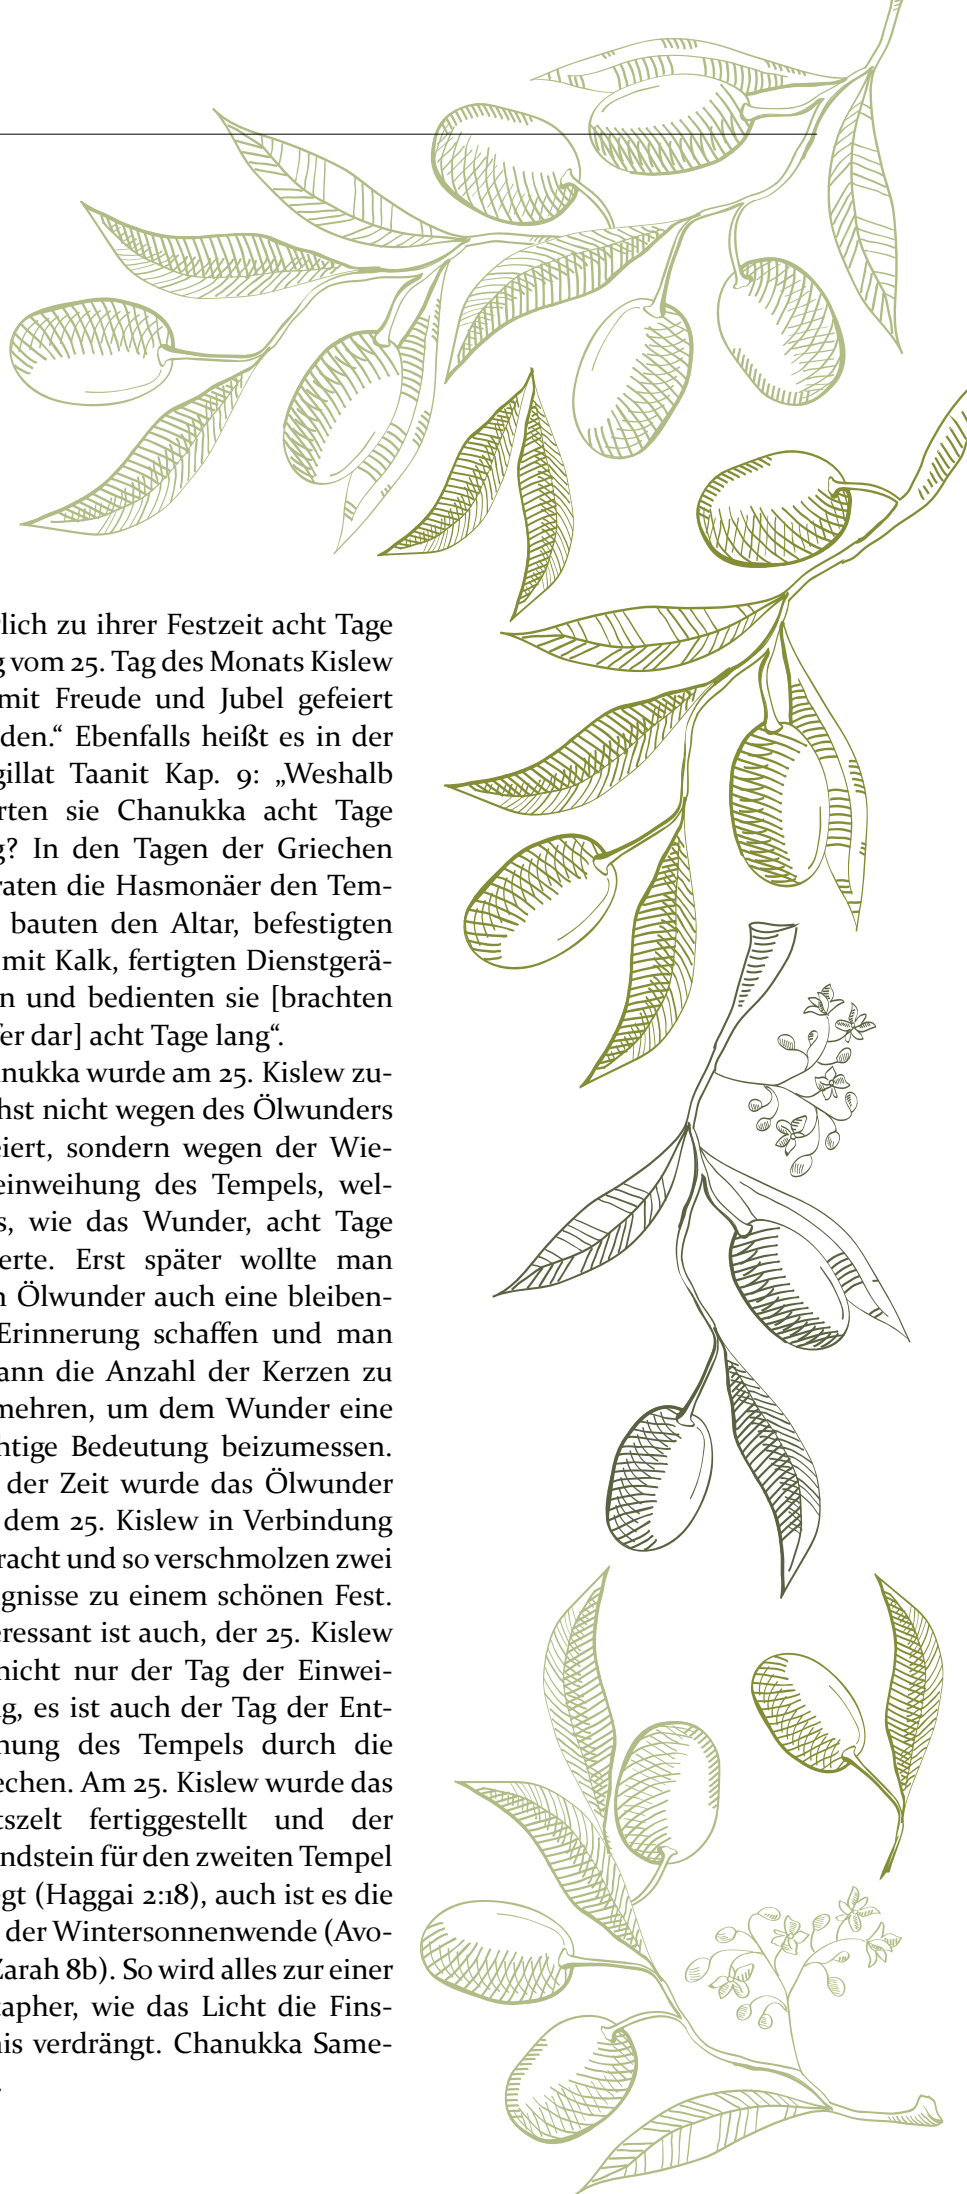 lich zu ihrer Festzeit acht Tage
vom 25. Tag des Monats Kislew
mit Freude und Jubel gefeiert
den.“ Ebenfalls heißt es in der
gillat Taanit Kap. 9: „Weshalb
rten sie Chanukka acht Tage
g? In den Tagen der Griechen
raten die Hasmonäer den Tem-
bauten den Altar, befestigten
mit Kalk, fertigten Dienstgerä-
n und bedienten sie [brachten
fer dar] acht Tage lang“.
nukka wurde am 25. Kislew zu-
hst nicht wegen des Ölwunders
eiert, sondern wegen der Wie-
einweihung des Tempels, wel-
s, wie das Wunder, acht Tage
erte. Erst später wollte man
n Ölwunder auch eine bleiben-
Erinnerung schaffen und man
ann die Anzahl der Kerzen zu
mehren, um dem Wunder eine
htige Bedeutung beizumessen.
der Zeit wurde das Ölwunder
dem 25. Kislew in Verbindung
racht und so verschmolzen zwei
gnisse zu einem schönen Fest.
eressant ist auch, der 25. Kislew
nicht nur der Tag der Einwei-
g, es ist auch der Tag der Ent-
hung des Tempels durch die
echen. Am 25. Kislew wurde das
tszelt fertiggestellt und der
ndstein für den zweiten Tempel
egt (Haggai 2:18), auch ist es die
der Wintersonnenwende (Avo-
Zarah 8b). So wird alles zur einer
tapher, wie das Licht die Fins-
nis verdrängt. Chanukka Same-
.